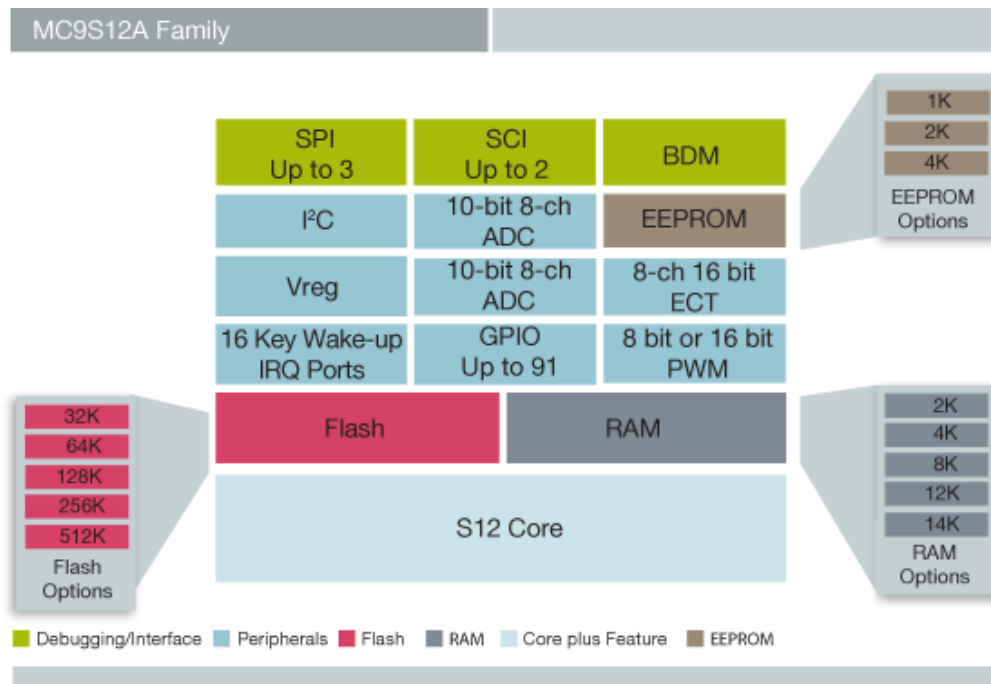 MC9S12A Family
1K
2K
4K
EEPROM
Options
SPI
Up to 3
SCI
Up to 2
BDM
I²C
10-bit 8-ch
ADC
EEPROM
Vreg
10-bit 8-ch
ADC
8-ch 16 bit
ECT
16 Key Wake-up
IRQ Ports
GPIO
Up to 91
8 bit or 16 bit
PWM
Flash
RAM
32K
64K
128K
256K
512K
Flash
Options
2K
4K
8K
12K
14K
RAM
Options
S12 Core
Debugging/Interface Peripherals Flash RAM Core plus Feature EEPROM